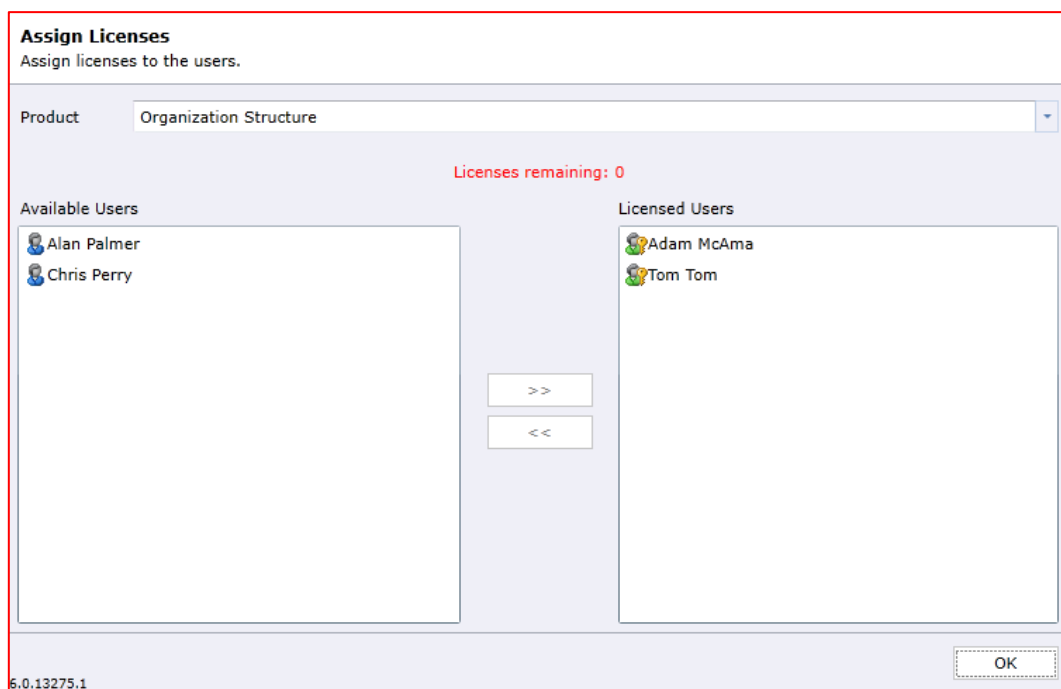 Assign Licenses
Assign licenses to the users.
Product Organization Structure
Licenses remaining: 0
Available Users Licensed Users
Alan Palmer Adam McAma
Chris Perry Tom Tom
>>
<<
OK
6.0.13275.1